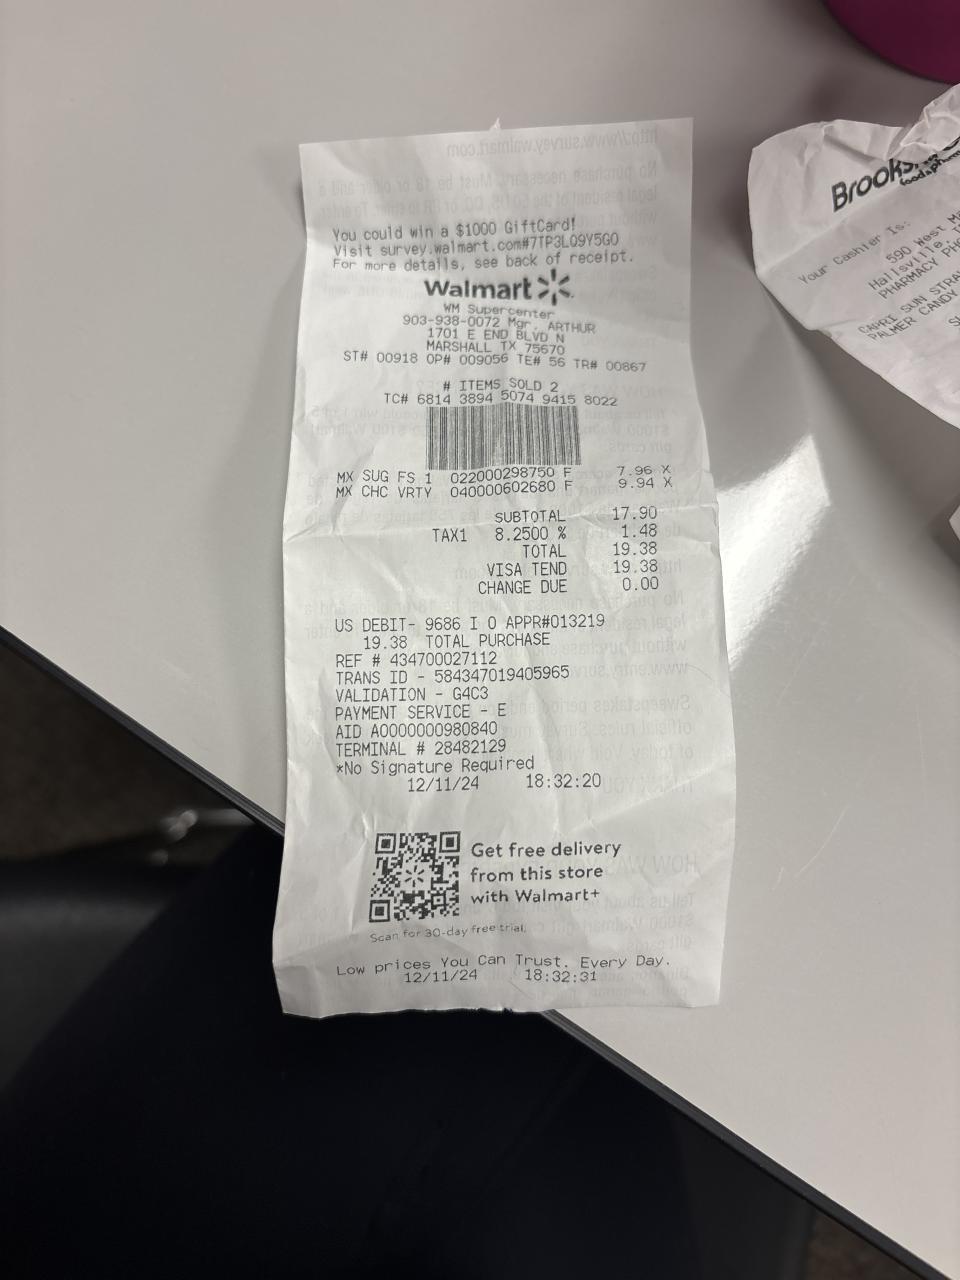 You could win a $1000 GiftCard!
Visit survey.walmart.com#7TP3LQ9Y5GO
For more details, see back of receipt.
Walmart
WM Supercenter
903-938-0072 Mgr. ARTHUR
1701 E END BLVD N
MARSHALL TX 75670
ST# 00918 OP# 009056 TE# 56 TR# 00867
# ITEMS SOLD 2
TC# 6814 3894 5074 9415 8022
MX SUG FS 1 022000298750 F 7.96 X
MX CHC VRTY 040000602680 F 9.94 X
SUBTOTAL 17.90
TAX1 8.2500 % 1.48
TOTAL 19.38
VISA TEND 19.38
CHANGE DUE 0.00
US DEBIT- 9686 I 0 APPR#013219
19.38 TOTAL PURCHASE
REF # 434700027112
TRANS ID - 584347019405965
VALIDATION - G4C3
PAYMENT SERVICE - E
AID A0000000980840
TERMINAL # 28482129
*No Signature Required
12/11/24 18:32:20
Get free delivery
from this store
with Walmart+
Scan for 30-day free trial.
Low prices You Can Trust. Every Day.
12/11/24 18:32:31
food&pharm
Your Cashier Is:
590 West M
Hallsville, T
PHARMACY PH
CAPRI SUN STRA
PALMER CANDY